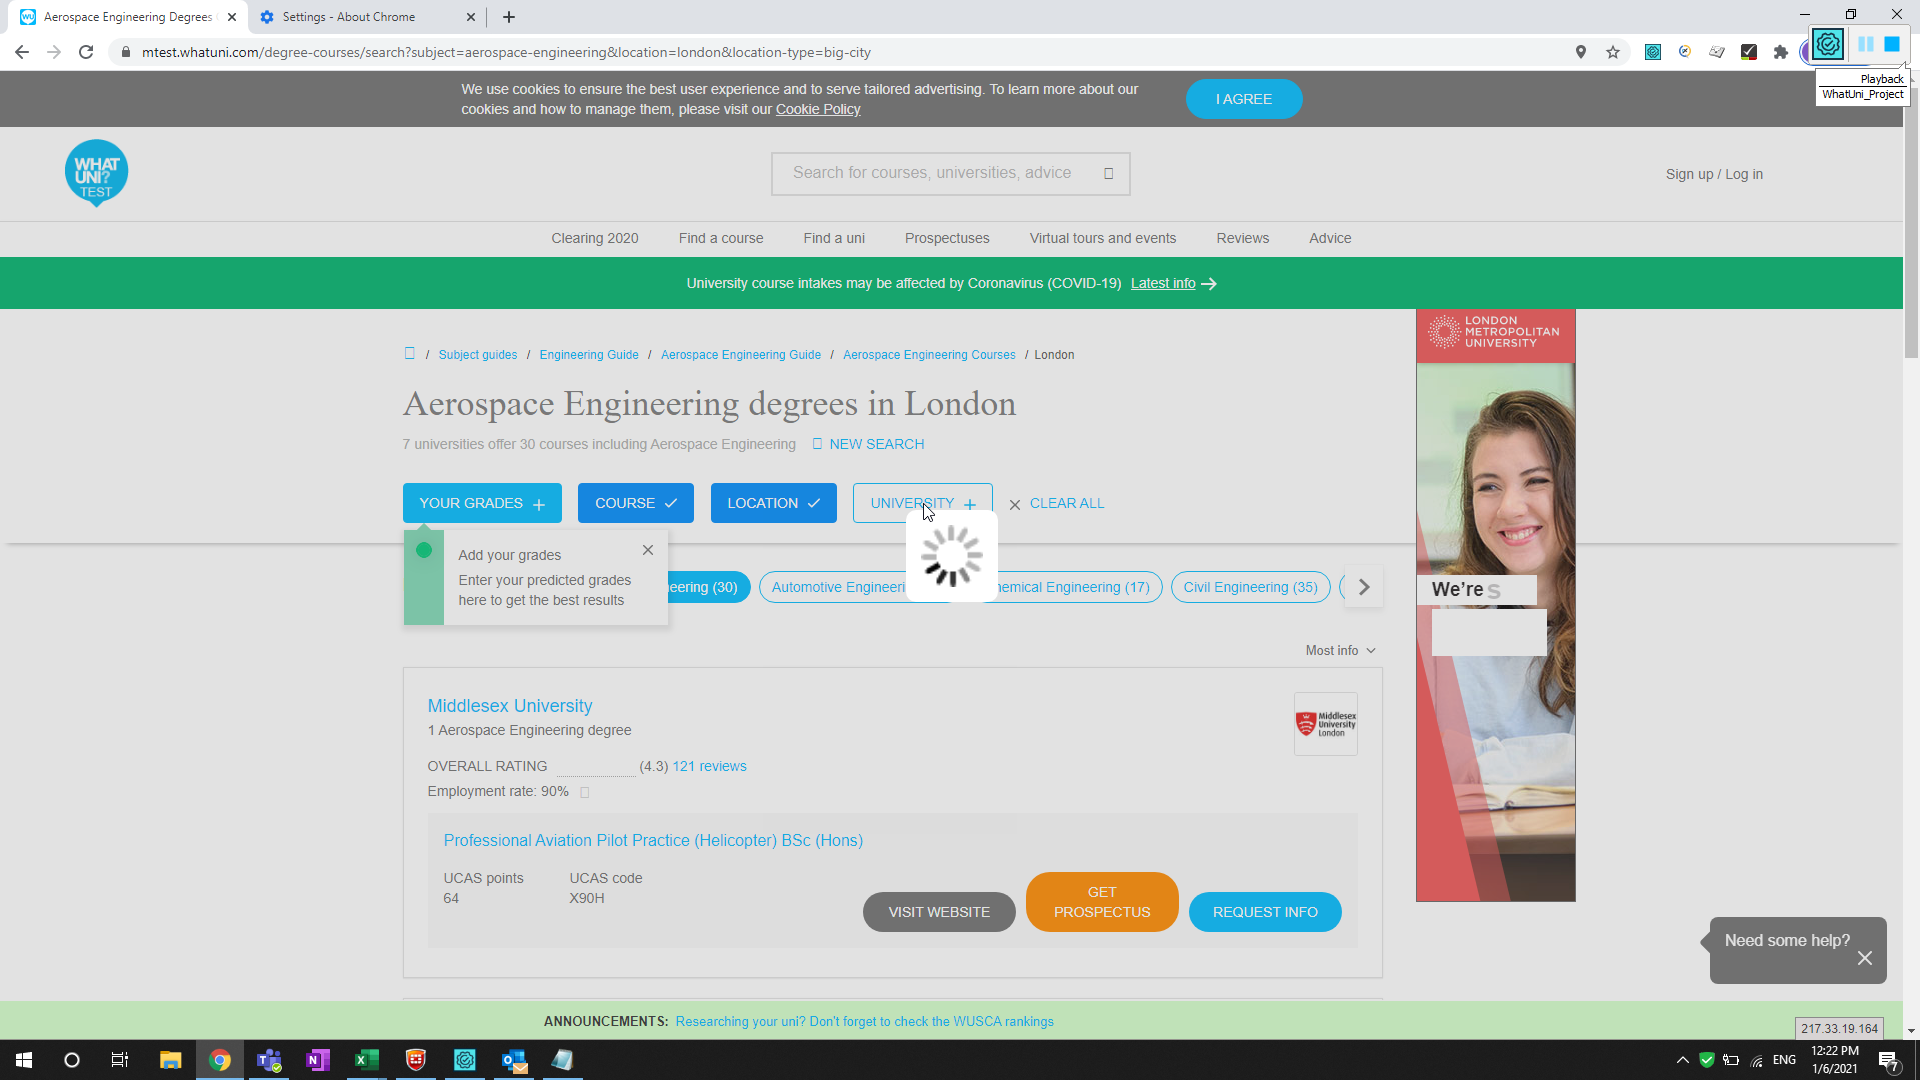 Aerospace Engineering Degrees
Settings - About Chrome
mtest.whatuni.com/degree-courses/search?subject=aerospace-engineering&location=london&location-type=big-city
Playback
WhatUni_Project
We use cookies to ensure the best user experience and to serve tailored advertising. To learn more about our
cookies and how to manage them, please visit our Cookie Policy
I AGREE
WHAT
UNI?
TEST
Search for courses, universities, advice
Sign up / Log in
Clearing 2020 Find a course Find a uni Prospectuses Virtual tours and events Reviews Advice
University course intakes may be affected by Coronavirus (COVID-19) Latest info
LONDON
METROPOLITAN
UNIVERSITY
/ Subject guides / Engineering Guide / Aerospace Engineering Guide / Aerospace Engineering Courses / London
Aerospace Engineering degrees in London
7 universities offer 30 courses including Aerospace Engineering NEW SEARCH
YOUR GRADES COURSE LOCATION UNIVERSITY CLEAR ALL
Add your grades
Enter your predicted grades
here to get the best results
eering (30) Automotive Engineeri hemical Engineering (17) Civil Engineering (35)
We're s
Most info
Middlesex University
1 Aerospace Engineering degree
Middlesex
University
London
OVERALL RATING (4.3) 121 reviews
Employment rate: 90%
Professional Aviation Pilot Practice (Helicopter) BSc (Hons)
UCAS points UCAS code
64 X90H
VISIT WEBSITE
GET
PROSPECTUS
REQUEST INFO
Need some help?
ANNOUNCEMENTS: Researching your uni? Don't forget to check the WUSCA rankings
217.33.19.164
ENG
12:22 PM
1/6/2021
7